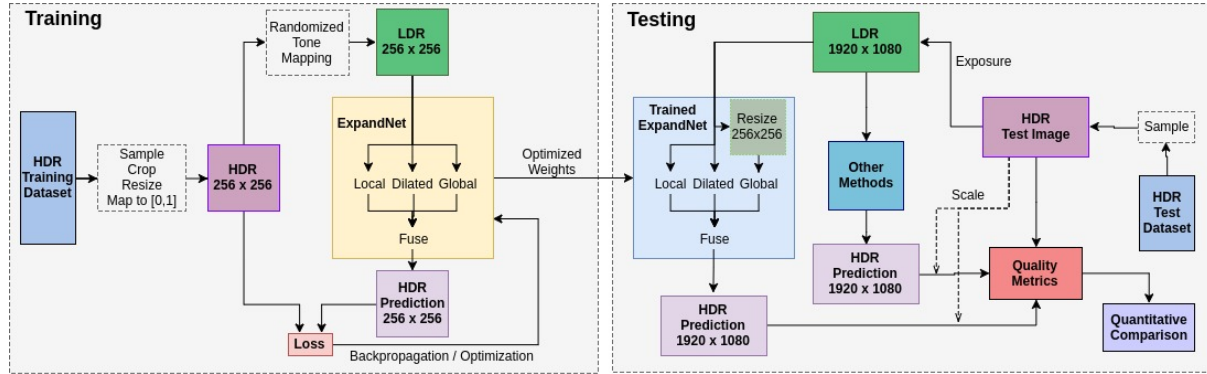 Training
Randomized
Tone
Mapping
LDR
256 x 256
HDR
Training
Dataset
Sample
Crop
Resize
Map to [0,1]
HDR
256 x 256
ExpandNet
Local
Dilated
Global
Fuse
HDR
Prediction
256 x 256
Loss
Backpropagation / Optimization
Optimized
Weights
Testing
LDR
1920 x 1080
Exposure
Trained
ExpandNet
Resize
256x256
Local
Dilated
Global
Fuse
HDR
Prediction
1920 x 1080
Other
Methods
HDR
Prediction
1920 x 1080
HDR
Test Image
Sample
HDR
Test
Dataset
Scale
Quality
Metrics
Quantitative
Comparison